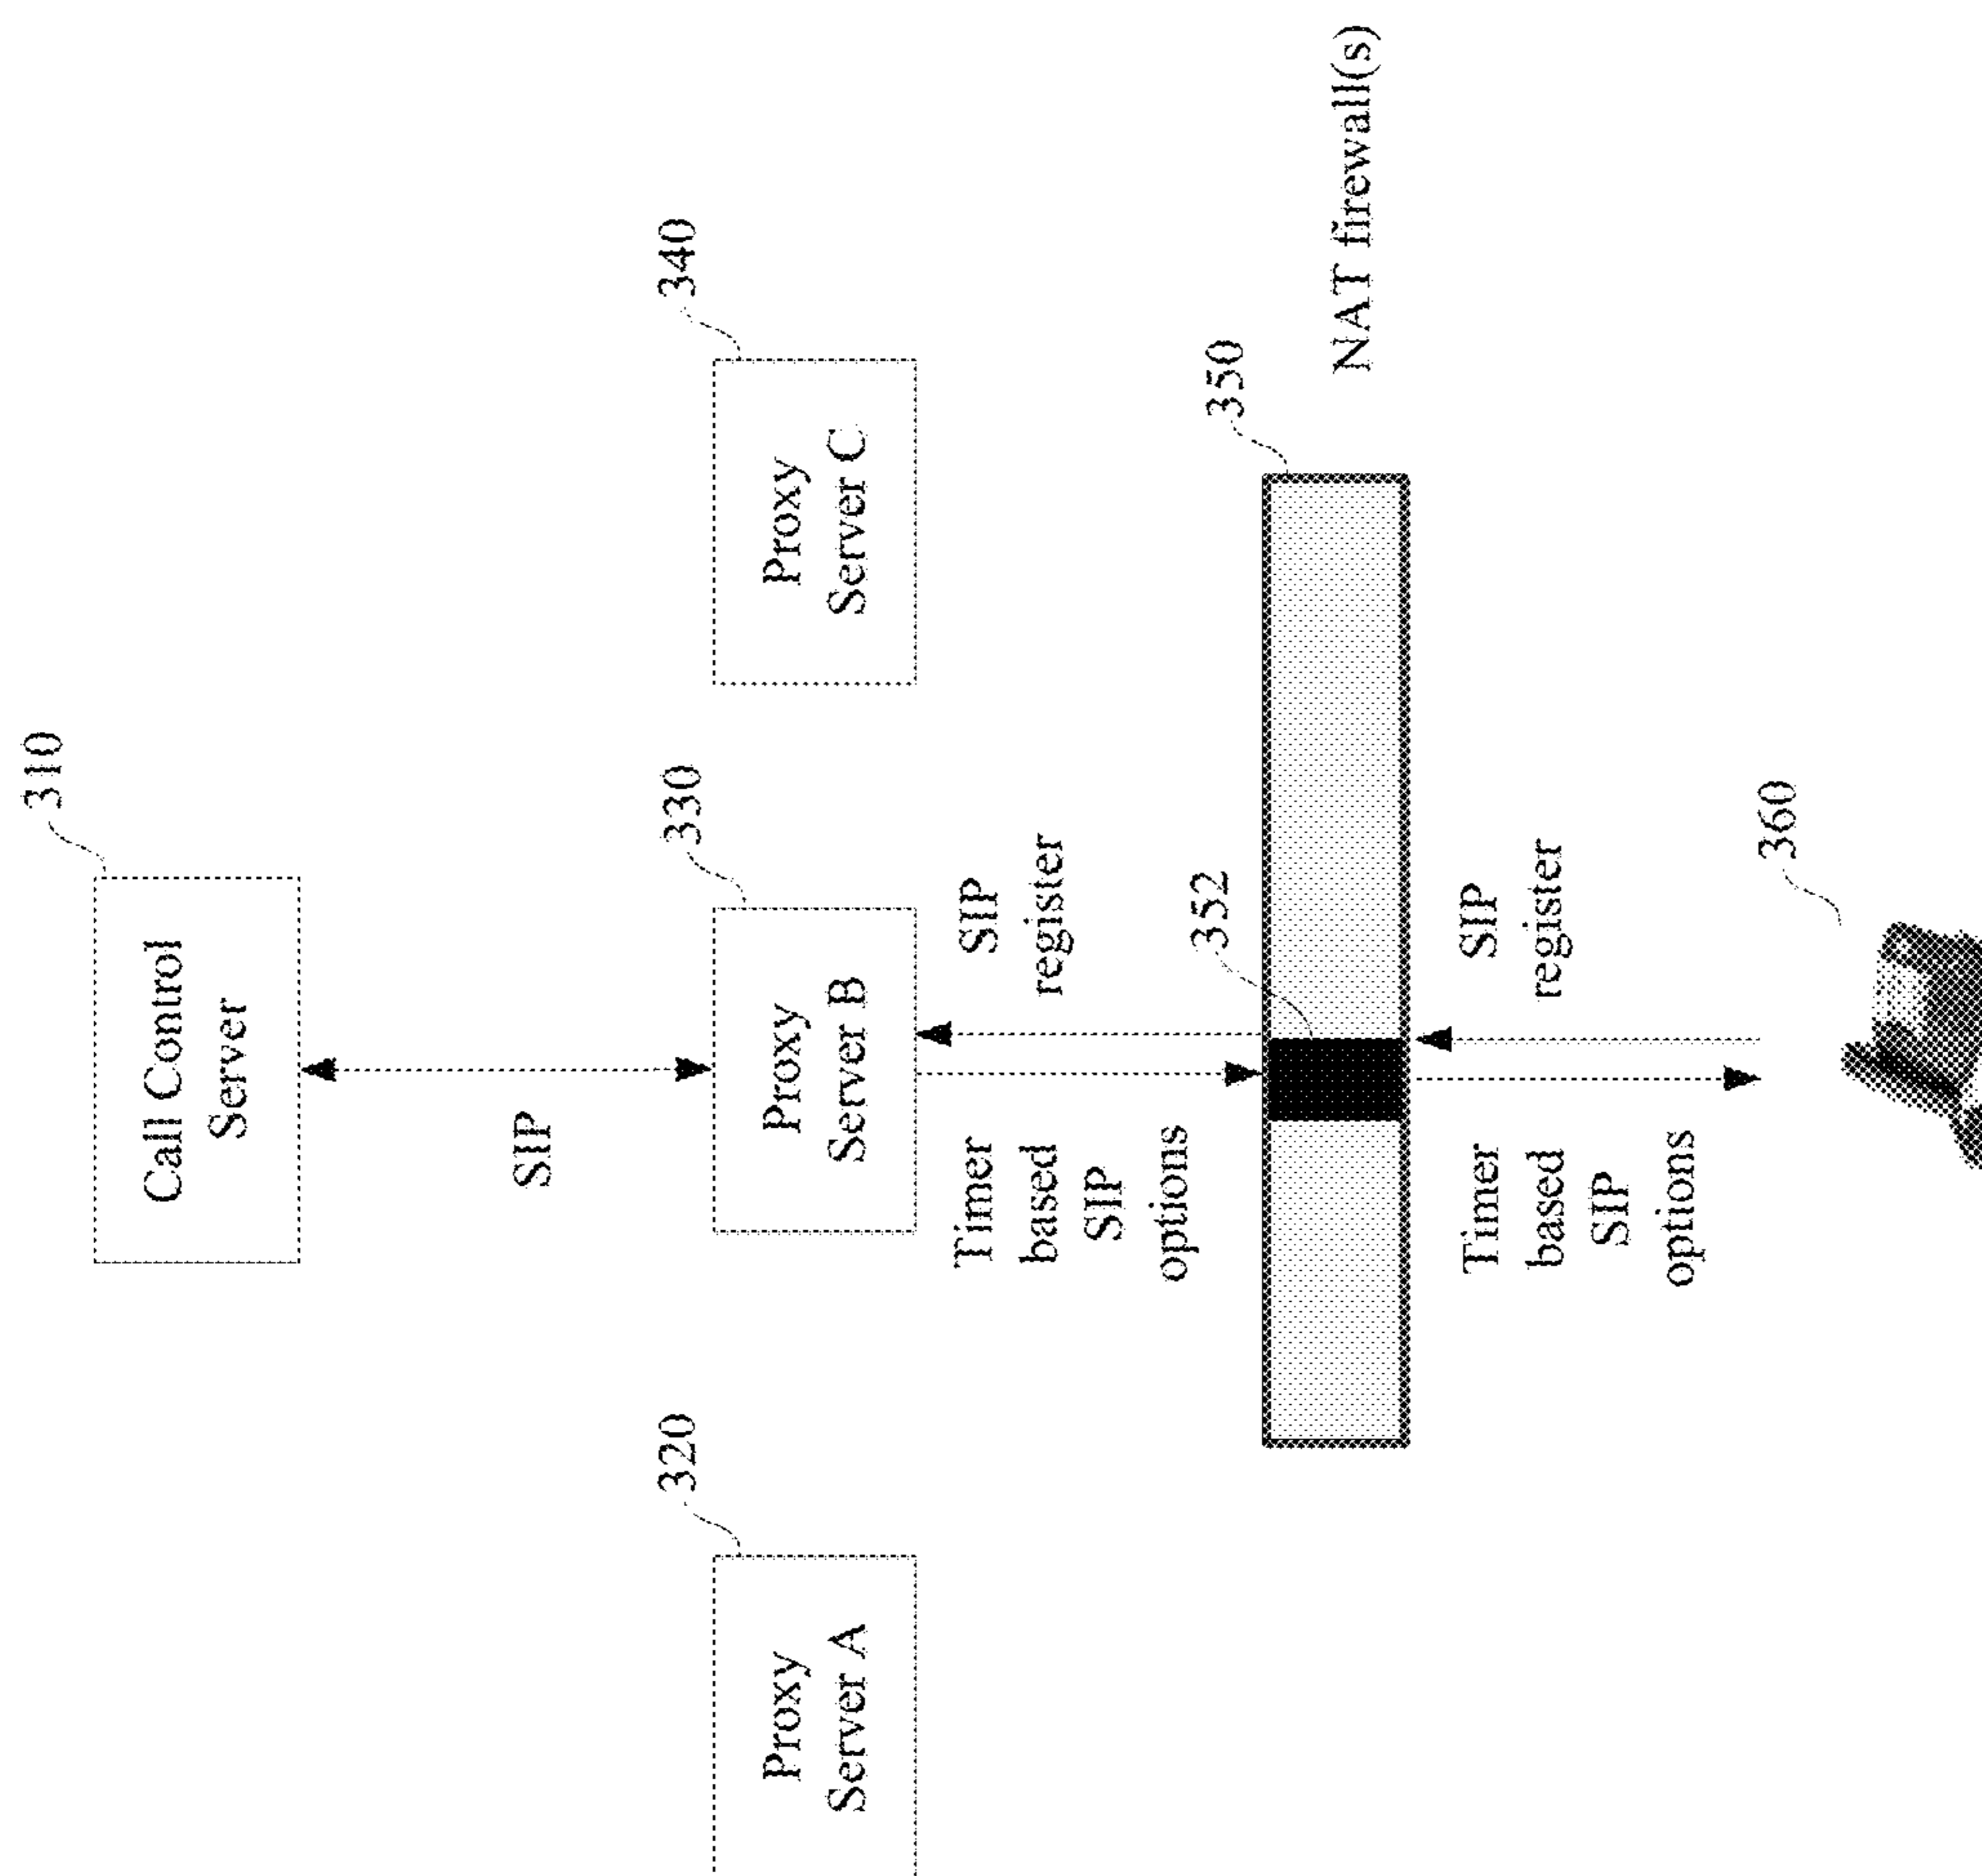 310
Call Control
Server
SIP
320
330
340
Proxy
Server A
Proxy
Server B
Proxy
Server C
Timer
based
SIP
options
SIP
register
352
350
NAT firewall(s)
Timer
based
SIP
options
SIP
register
360